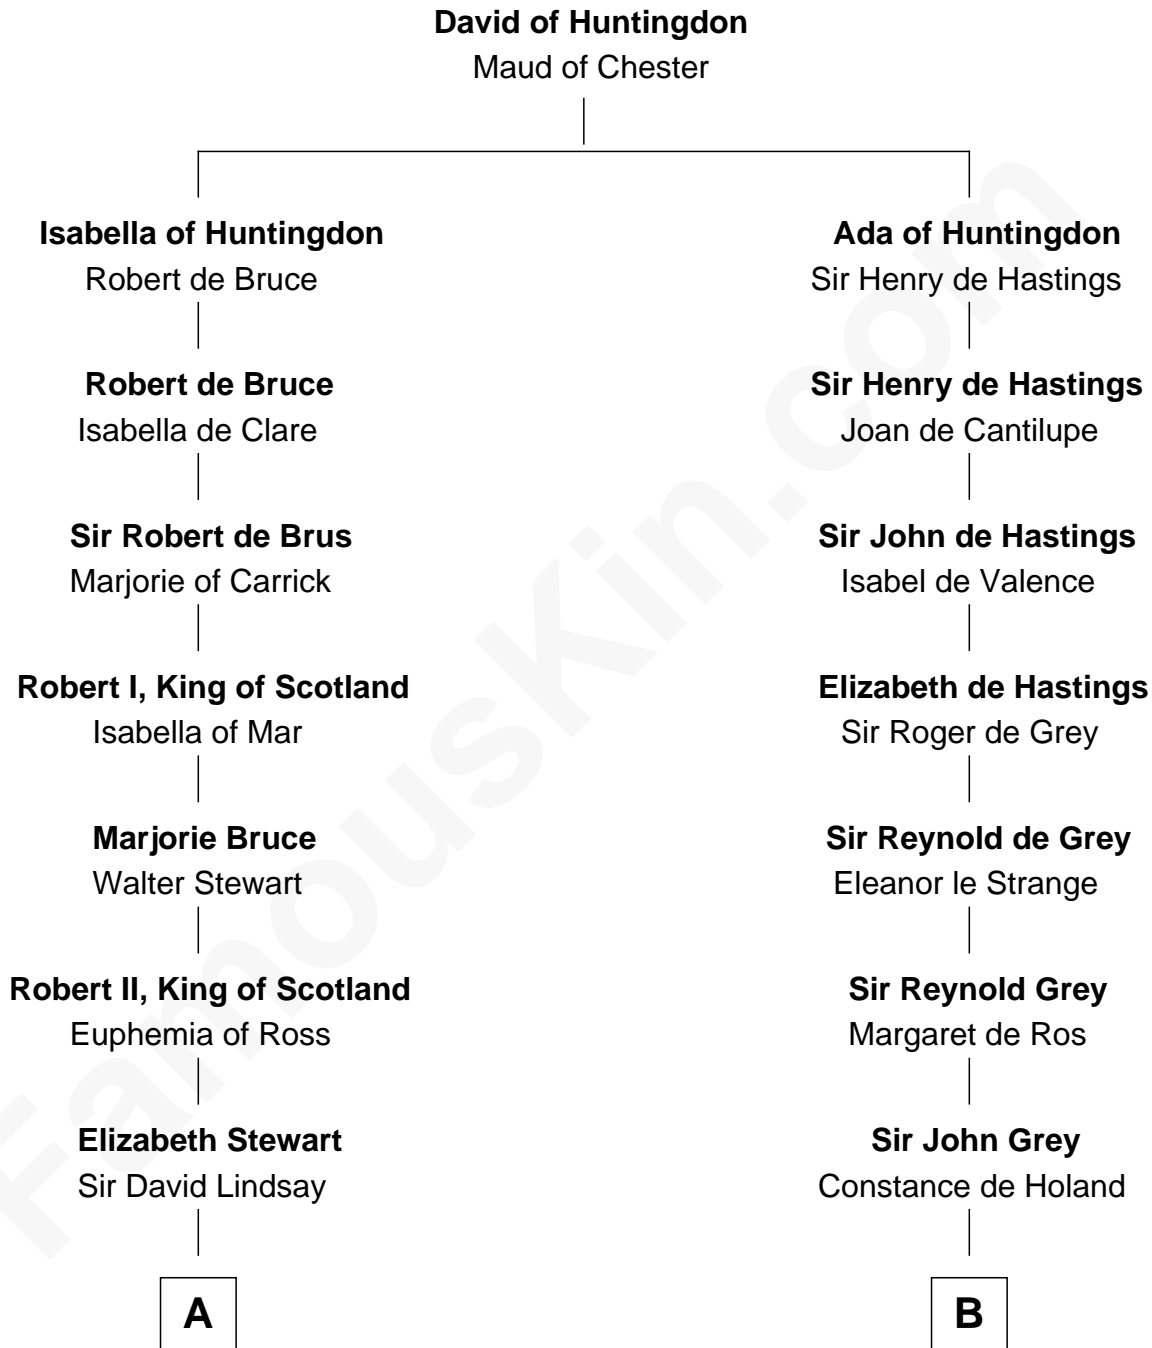 David of Huntingdon
Maud of Chester
Isabella of Huntingdon
Robert de Bruce
Robert de Bruce
Isabella de Clare
Sir Robert de Brus
Marjorie of Carrick
Robert I, King of Scotland
Isabella of Mar
Marjorie Bruce
Walter Stewart
Robert II, King of Scotland
Euphemia of Ross
Elizabeth Stewart
Sir David Lindsay
A
Ada of Huntingdon
Sir Henry de Hastings
Sir Henry de Hastings
Joan de Cantilupe
Sir John de Hastings
Isabel de Valence
Elizabeth de Hastings
Sir Roger de Grey
Sir Reynold de Grey
Eleanor le Strange
Sir Reynold Grey
Margaret de Ros
Sir John Grey
Constance de Holand
B
FamousKin.com